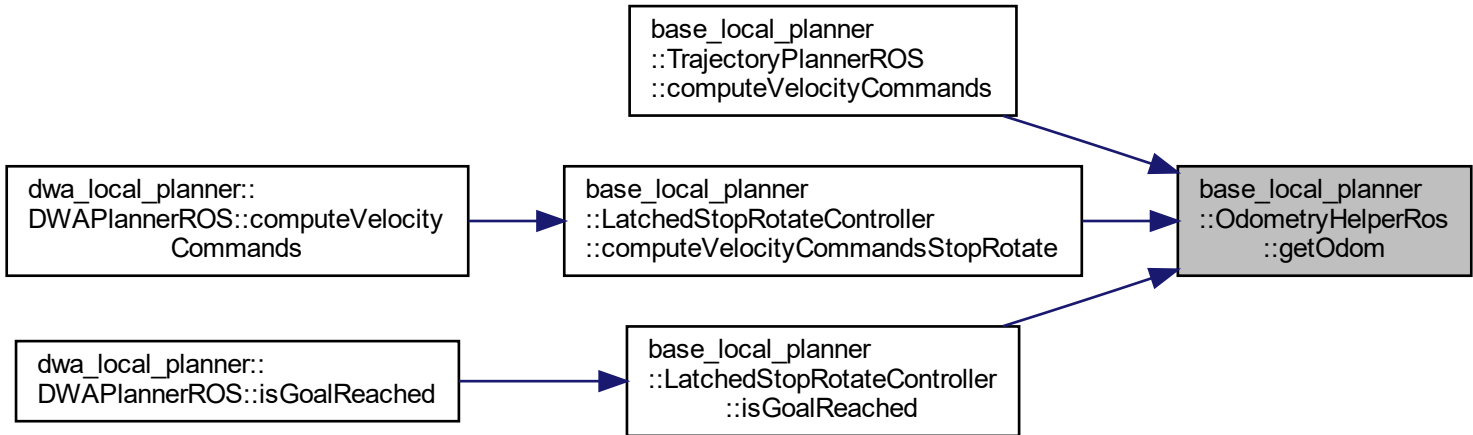 base_local_planner
::TrajectoryPlannerROS
::computeVelocityCommands
dwa_local_planner::
DWAPlannerROS::computeVelocity
Commands
base_local_planner
::LatchedStopRotateController
::computeVelocityCommandsStopRotate
base_local_planner
::OdometryHelperRos
::getOdom
dwa_local_planner::
DWAPlannerROS::isGoalReached
base_local_planner
::LatchedStopRotateController
::isGoalReached